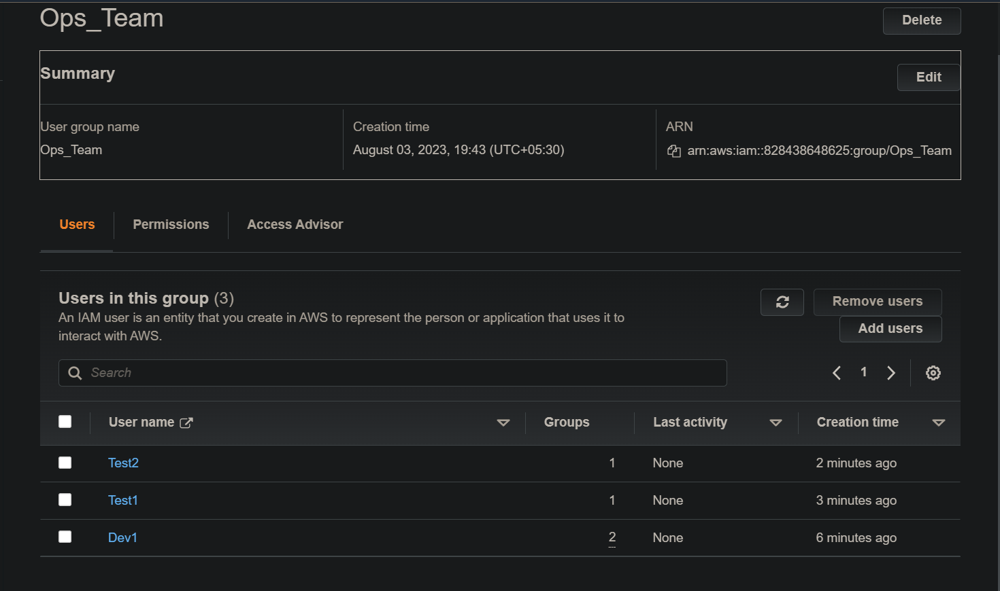 Ops_Team
Delete
Summary
Edit
User group name
Creation time
ARN
Ops_Team
August 03, 2023, 19:43 (UTC+05:30)
arn:aws:iam::828438648625:group/Ops_Team
Users
Permissions
Access Advisor
Users in this group (3)
An IAM user is an entity that you create in AWS to represent the person or application that uses it to
interact with AWS.
Remove users
Add users
Search
1
User name
Groups
Last activity
Creation time
Test2 1 None 2 minutes ago
Test1 1 None 3 minutes ago
Dev1 2 None 6 minutes ago